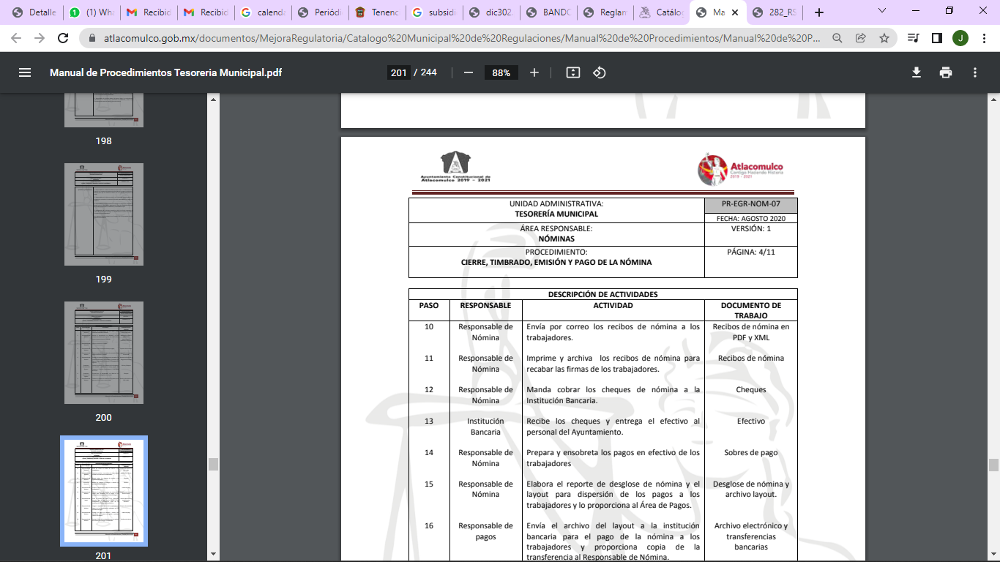 Detalle
(1) Wha
Recibid
Recibid
calenda
Periódi
Tenenc
subsidi
dic302.
BANDO
Reglam
Catálog
Ma
282_RS
atlacomulco.gob.mx/documentos/MejoraRegulatoria/Catalogo%20Municipal%20de%20Regulaciones/Manual%20de%20Procedimientos/Manual%20de%20P...
J
Manual de Procedimientos Tesoreria Municipal.pdf
201 / 244
88%
198
199
200
201
Ayuntamiento Constitucional de
Atlacomulco 2019 - 2021
Atlacomulco
Contigo Haciendo Historia
2019 - 2021
UNIDAD ADMINISTRATIVA:
TESORERÍA MUNICIPAL
PR-EGR-NOM-07
FECHA: AGOSTO 2020
ÁREA RESPONSABLE:
NÓMINAS
VERSIÓN: 1
PROCEDIMIENTO:
CIERRE, TIMBRADO, EMISIÓN Y PAGO DE LA NÓMINA
PÁGINA: 4/11
DESCRIPCIÓN DE ACTIVIDADES
PASO RESPONSABLE ACTIVIDAD DOCUMENTO DE
TRABAJO
10 Responsable de Envía por correo los recibos de nómina a los Recibos de nómina en
Nómina trabajadores. PDF y XML
11 Responsable de Imprime y archiva los recibos de nómina para Recibos de nómina
Nómina recabar las firmas de los trabajadores.
12 Responsable de Manda cobrar los cheques de nómina a la Cheques
Nómina Institución Bancaria.
13 Institución Recibe los cheques y entrega el efectivo al Efectivo
Bancaria personal del Ayuntamiento.
14 Responsable de Prepara y ensobreta los pagos en efectivo de los Sobres de pago
Nómina trabajadores
15 Responsable de Elabora el reporte de desglose de nómina y el Desglose de nómina y
Nómina layout para dispersión de los pagos a los archivo layout.
trabajadores y lo proporciona al Área de Pagos.
16 Responsable de Envía el archivo del layout a la institución Archivo electrónico y
pagos bancaria para el pago de la nómina a los transferencias
trabajadores y proporciona copia de la bancarias
transferencia al Responsable de Nómina.